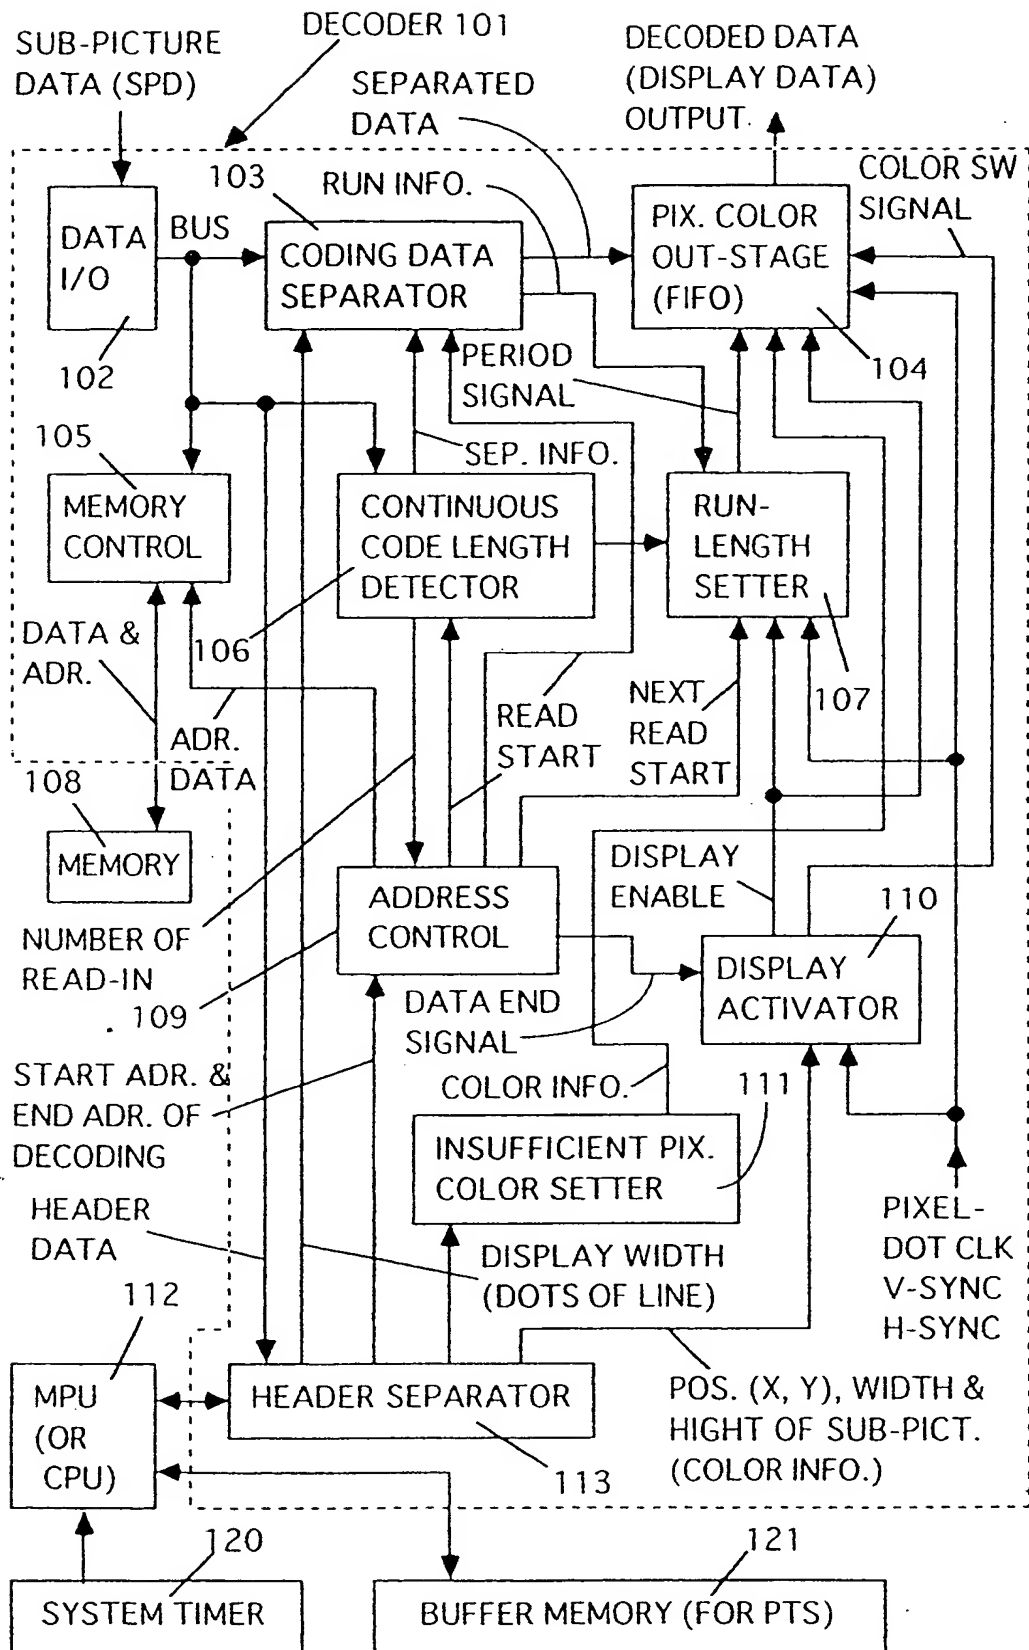 DECODER 101
SUB-PICTURE
DATA (SPD)
SEPARATED
DATA
DECODED DATA
(DISPLAY DATA)
OUTPUT
COLOR SW
SIGNAL
103
RUN INFO.
DATA
I/O
BUS
CODING DATA
SEPARATOR
PIX. COLOR
OUT-STAGE
(FIFO)
102
PERIOD
SIGNAL
104
105
SEP. INFO.
MEMORY
CONTROL
CONTINUOUS
CODE LENGTH
DETECTOR
RUN-
LENGTH
SETTER
DATA &
ADR.
106
READ
START
NEXT
READ
START
107
ADR.
DATA
108
MEMORY
ADDRESS
CONTROL
DISPLAY
ENABLE
110
NUMBER OF
READ-IN
109
DATA END
SIGNAL
DISPLAY
ACTIVATOR
START ADR. &
END ADR. OF
DECODING
COLOR INFO.
111
INSUFFICIENT PIX.
COLOR SETTER
HEADER
DATA
DISPLAY WIDTH
(DOTS OF LINE)
PIXEL-
DOT CLK
V-SYNC
H-SYNC
112
MPU
(OR
CPU)
HEADER SEPARATOR
113
POS. (X, Y), WIDTH &
HIGHT OF SUB-PICT.
(COLOR INFO.)
120
121
SYSTEM TIMER
BUFFER MEMORY (FOR PTS)